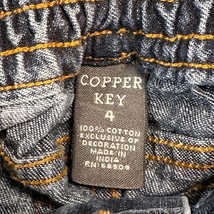 COPPER
KEY
4
100% COTTON
EXCLUSIVE OF
DECORATION
MADE IN
INDIA
RN:58904